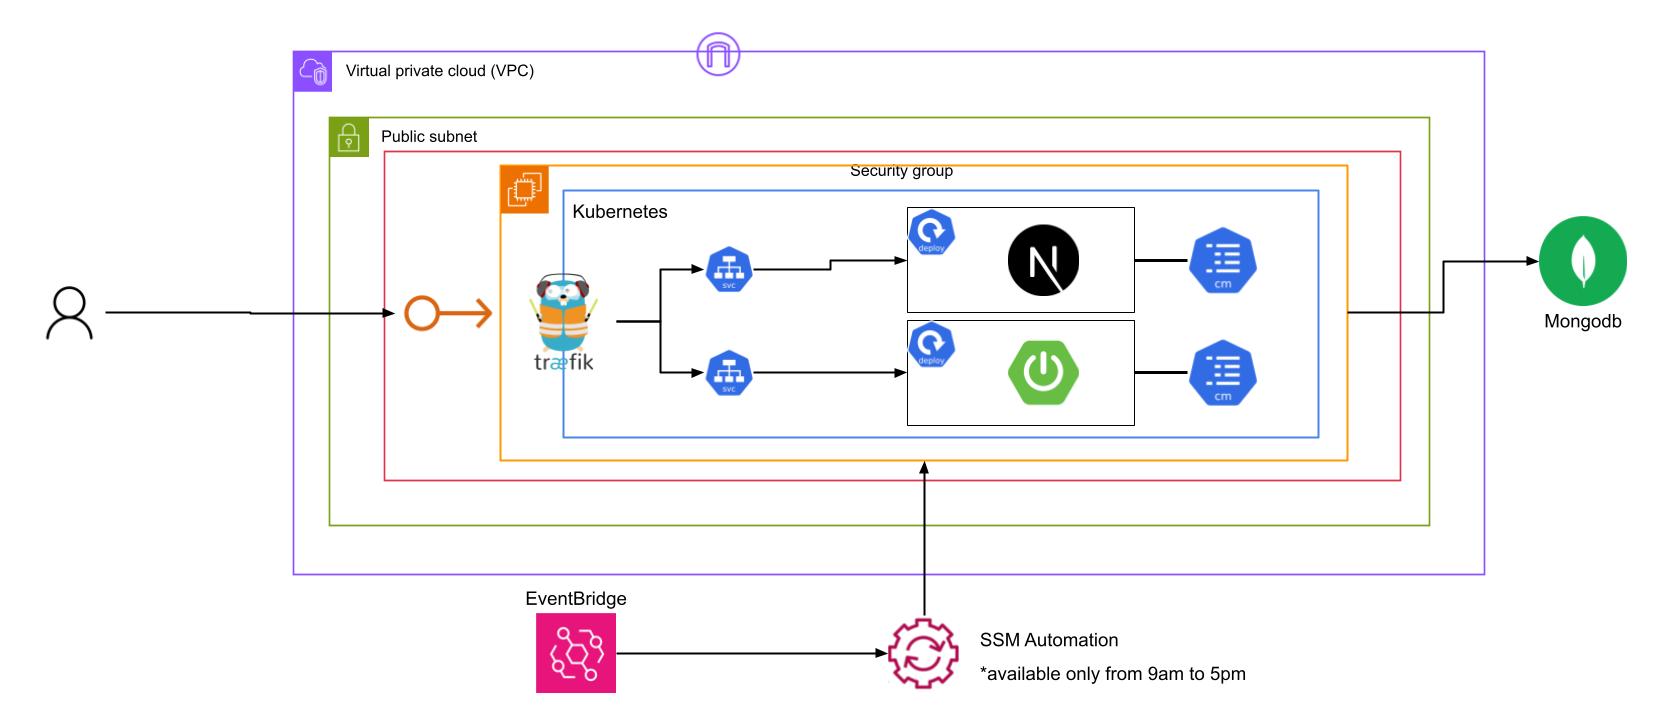 Virtual private cloud (VPC)
Public subnet
Security group
Kubernetes
deploy
N
svc
cm
træfik
Mongodb
deploy
svc
cm
EventBridge
SSM Automation
*available only from 9am to 5pm